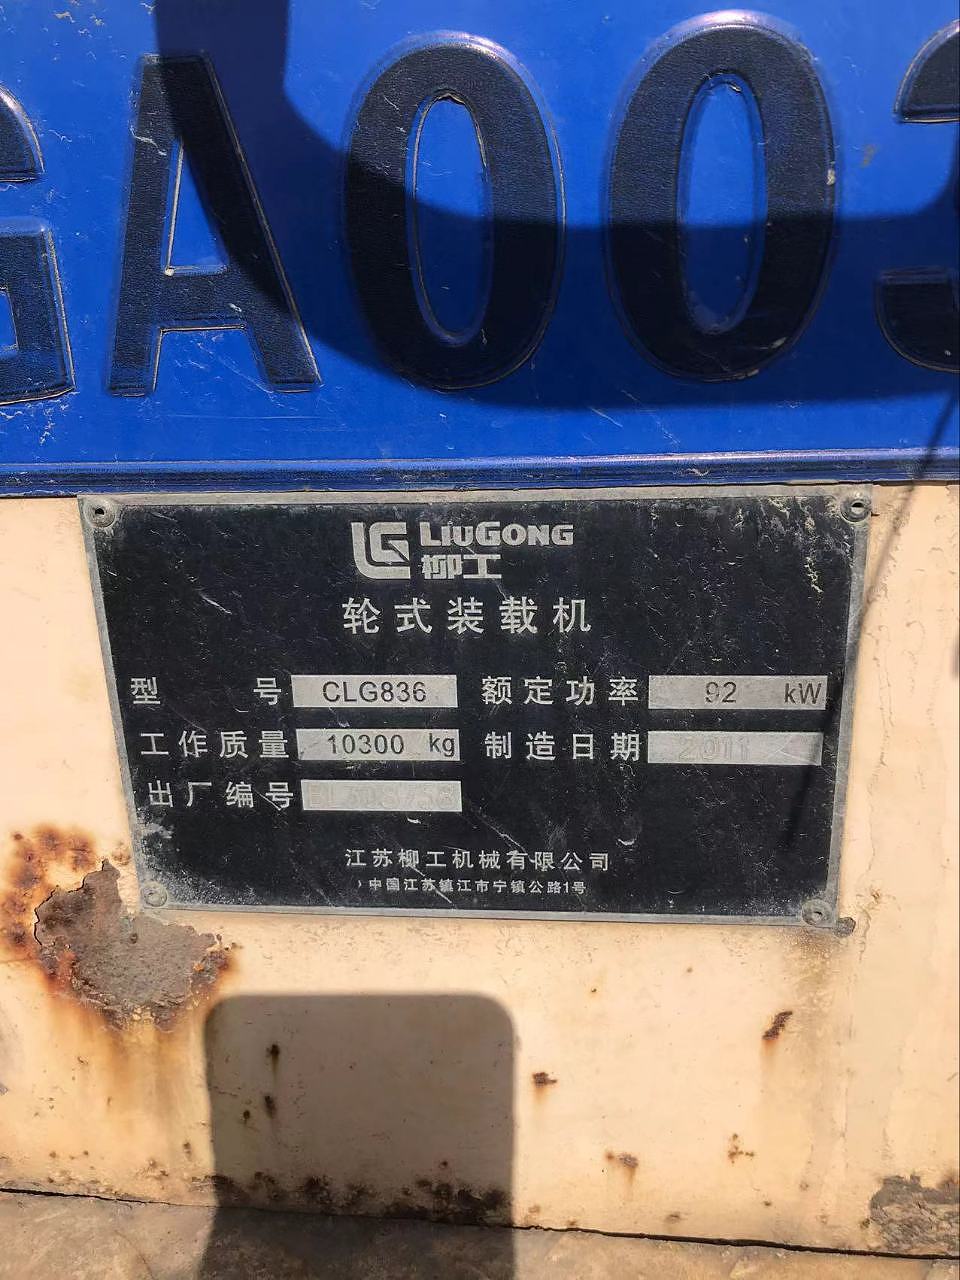 GA003
LG LIUGONG
柳工
轮式装载机
型号 CLG836 额定功率 92 kW
工作质量 10300 kg 制造日期 2011
出厂编号
江苏柳工机械有限公司
中国江苏镇江市宁镇公路1号